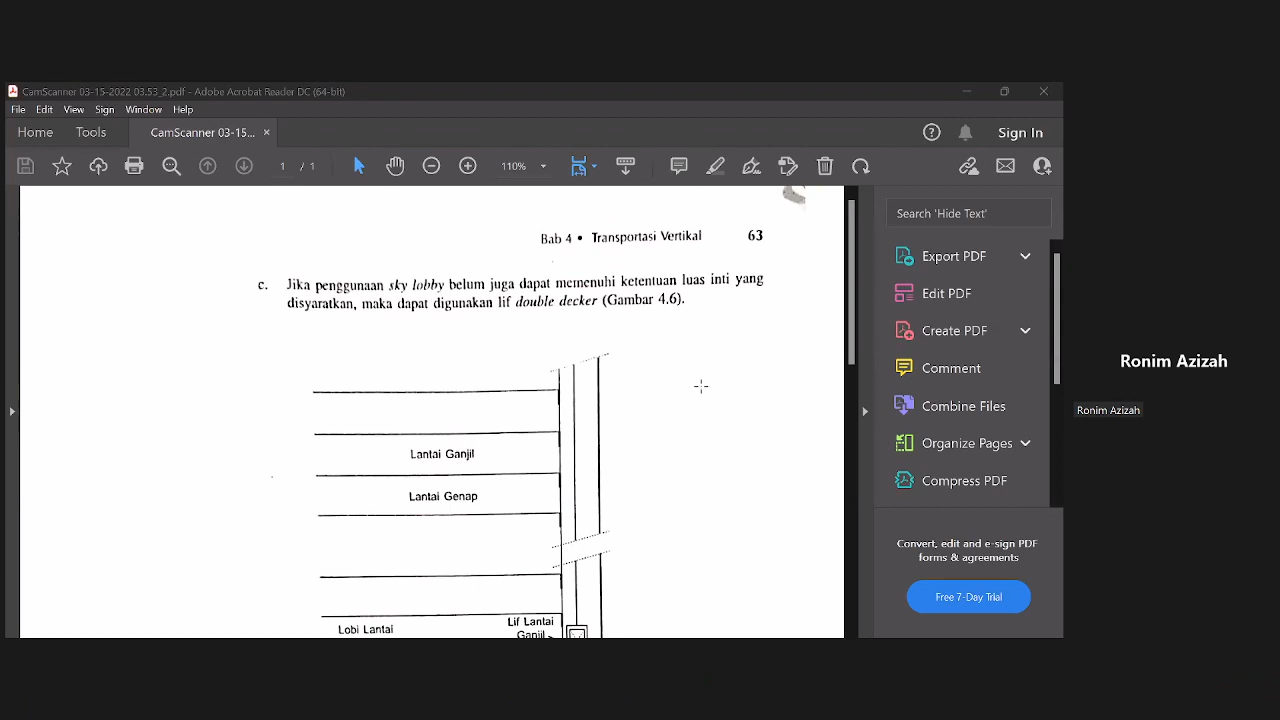 CamScanner 03-15-2022 03.53_2.pdf - Adobe Acrobat Reader DC (64-bit)
File Edit View Sign Window Help
Home Tools CamScanner 03-15... × Sign In
1 / 1 110%
Bab 4 • Transportasi Vertikal 63
c. Jika penggunaan sky lobby belum juga dapat memenuhi ketentuan luas inti yang
disyaratkan, maka dapat digunakan lif double decker (Gambar 4.6).
Lantai Ganjil
Lantai Genap
Lobi Lantai
Lif Lantai
Ganjil
Search 'Hide Text'
Export PDF
Edit PDF
Create PDF
Comment
Combine Files
Organize Pages
Compress PDF
Convert, edit and e-sign PDF
forms & agreements
Free 7-Day Trial
Ronim Azizah
Ronim Azizah